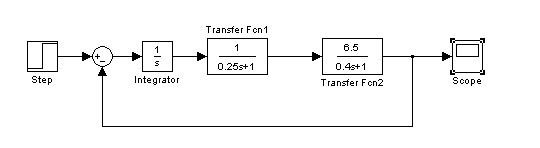 Transfer Fcn1
1
s
1
0.25s+1
6.5
0.4s+1
Step
Integrator
Transfer Fcn2
Scope